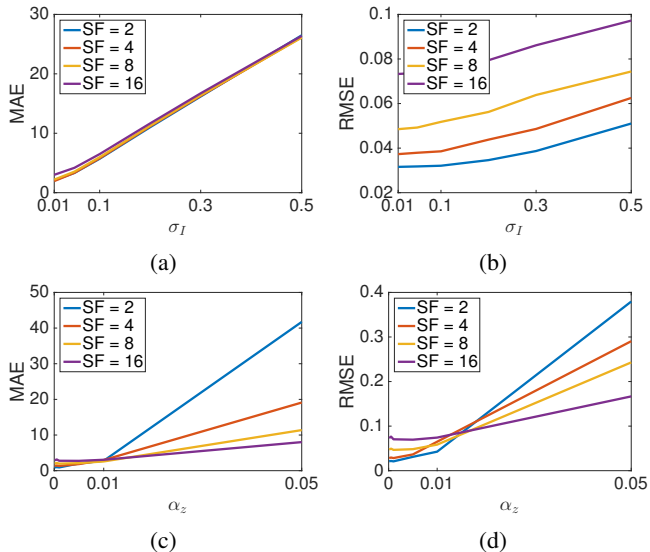 30
20
10
0
MAE
SF = 2
SF = 4
SF = 8
SF = 16
0.01
0.1
0.3
0.5
σ_I
(a)
0.1
0.08
0.06
0.04
0.02
RMSE
SF = 2
SF = 4
SF = 8
SF = 16
0.01
0.1
0.3
0.5
σ_I
(b)
50
40
30
20
10
0
MAE
SF = 2
SF = 4
SF = 8
SF = 16
0
0.01
0.05
α_z
(c)
0.4
0.3
0.2
0.1
0
RMSE
SF = 2
SF = 4
SF = 8
SF = 16
0
0.01
0.05
α_z
(d)